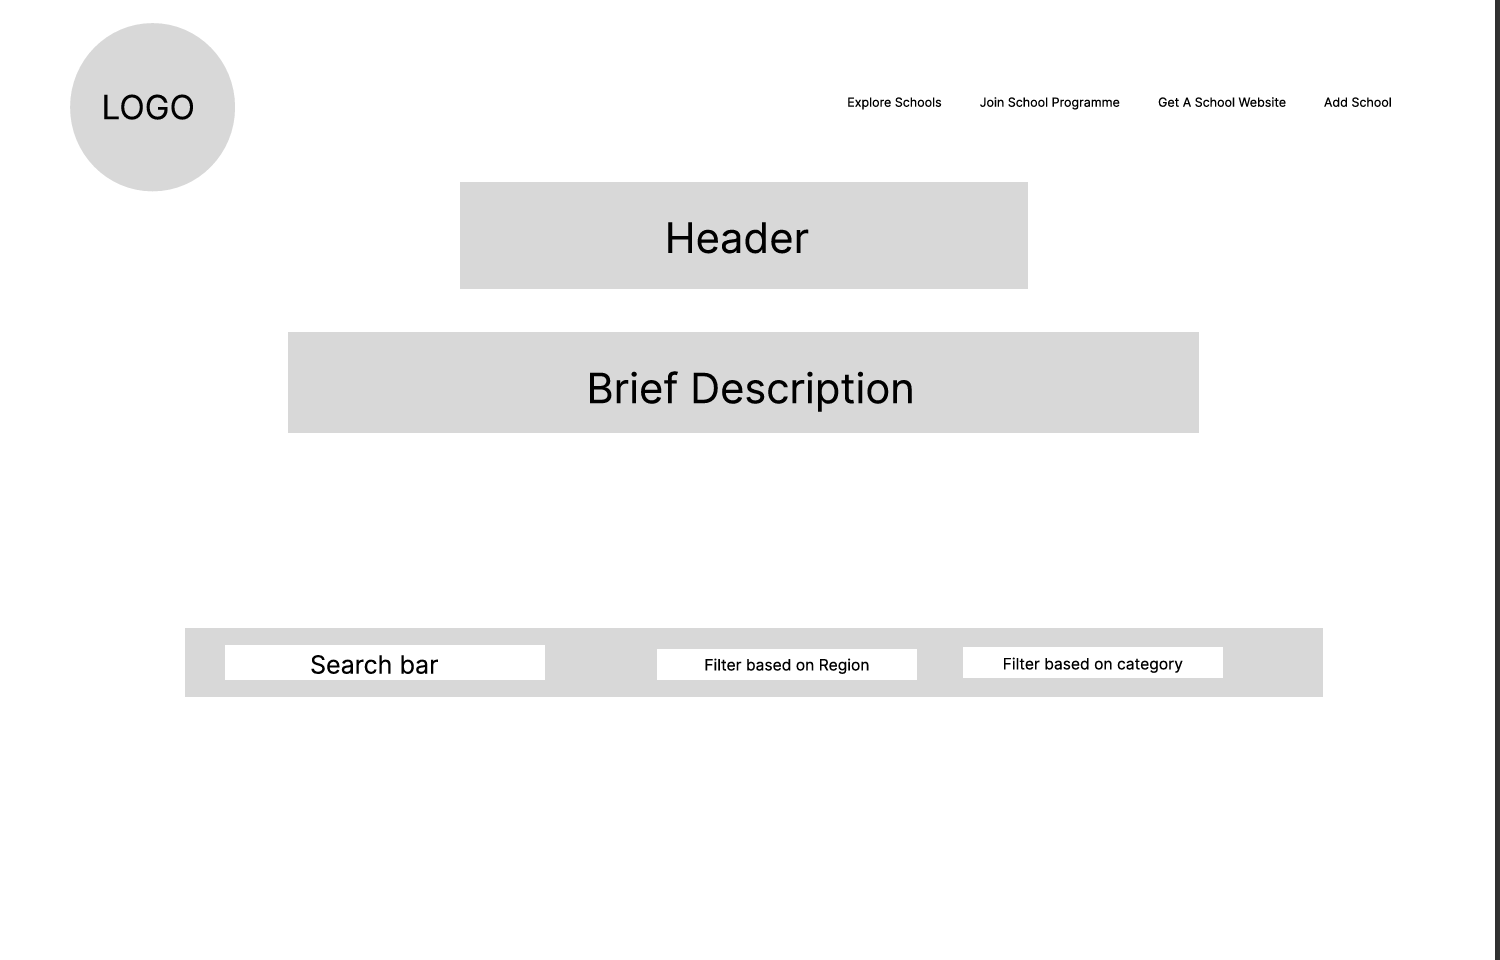 LOGO
Explore Schools
Join School Programme
Get A School Website
Add School
Header
Brief Description
Search bar
Filter based on Region
Filter based on category